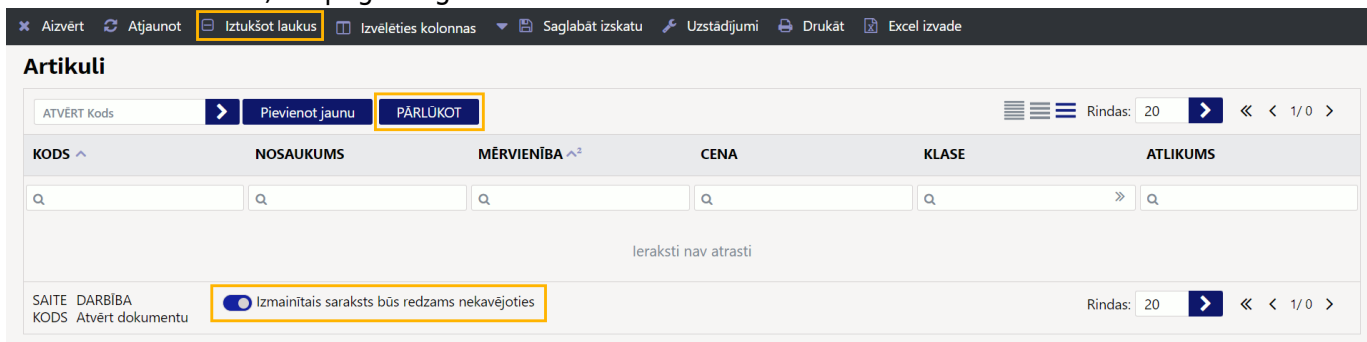 Aizvērt Atjaunot Iztukšot laukus Izvēlēties kolonnas Saglabāt izskatu Uzstādījumi Drukāt Excel izvade
Artikuli
ATVĒRT Kods Pievienot jaunu PĀRLŪKOT Rindas: 20 1/ 0
KODS NOSAUKUMS MĒRVIENĪBA 2 CENA KLASE ATLIKUMS
Ieraksti nav atrasti
SAITE DARBĪBA Izmainītais saraksts būs redzams nekavējoties Rindas: 20 1/ 0
KODS Atvērt dokumentu